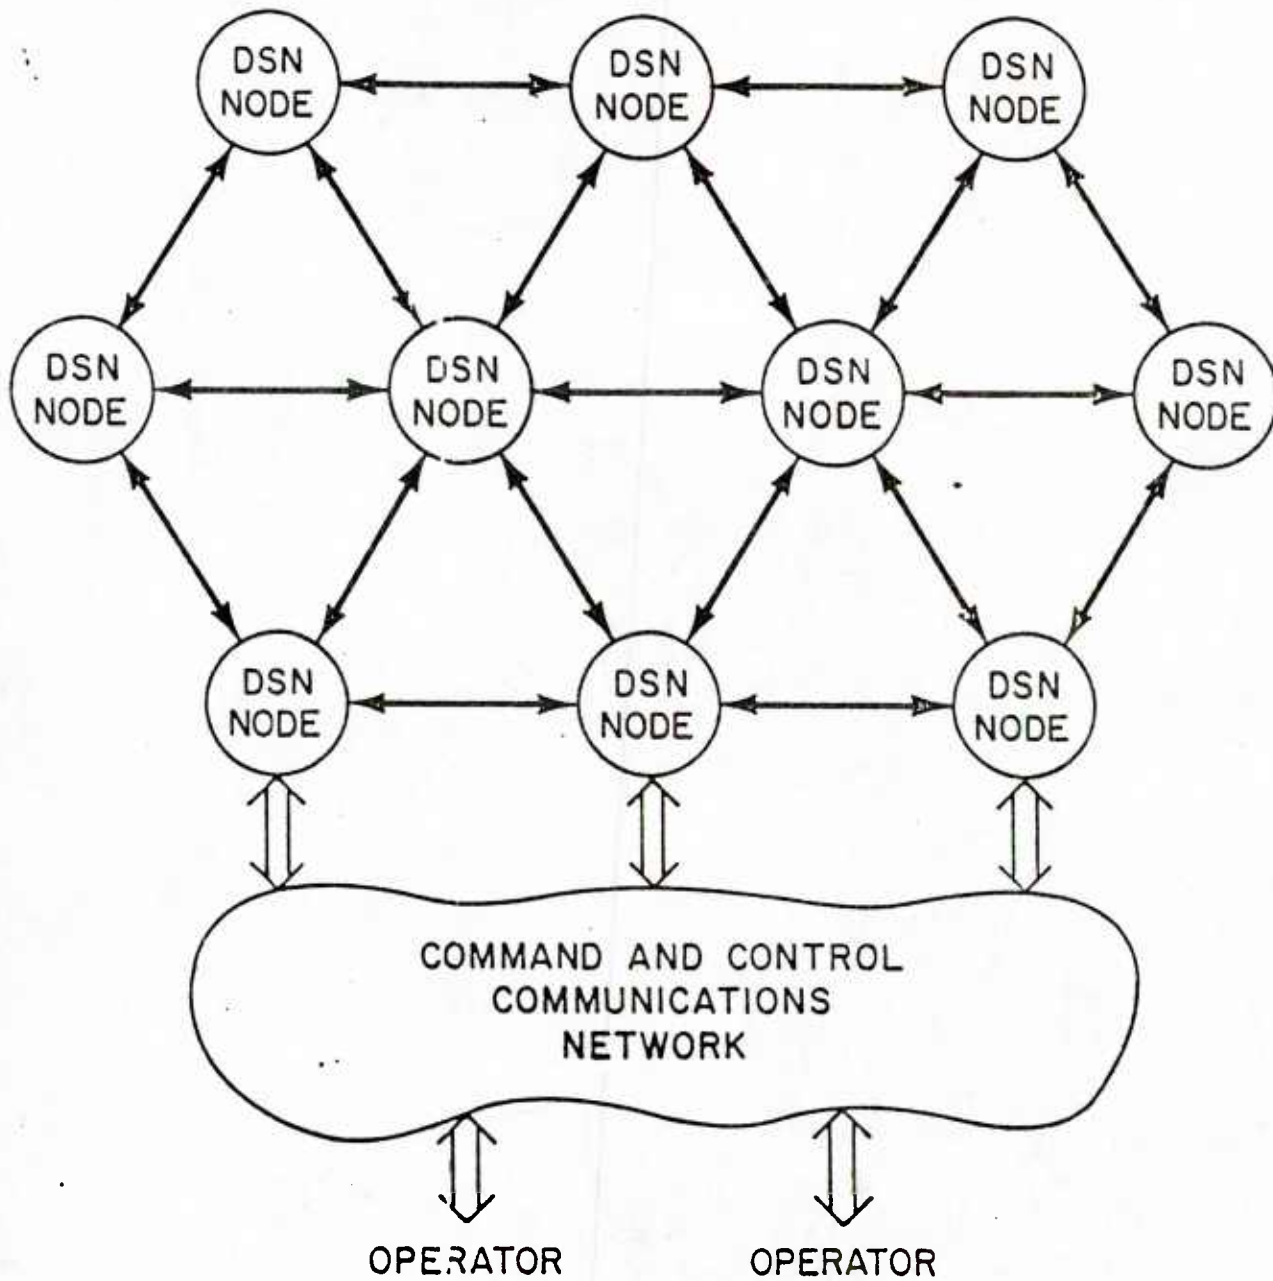 DSN
NODE
DSN
NODE
DSN
NODE
DSN
NODE
DSN
NODE
DSN
NODE
DSN
NODE
DSN
NODE
DSN
NODE
DSN
NODE
COMMAND AND CONTROL
COMMUNICATIONS
NETWORK
OPERATOR
OPERATOR